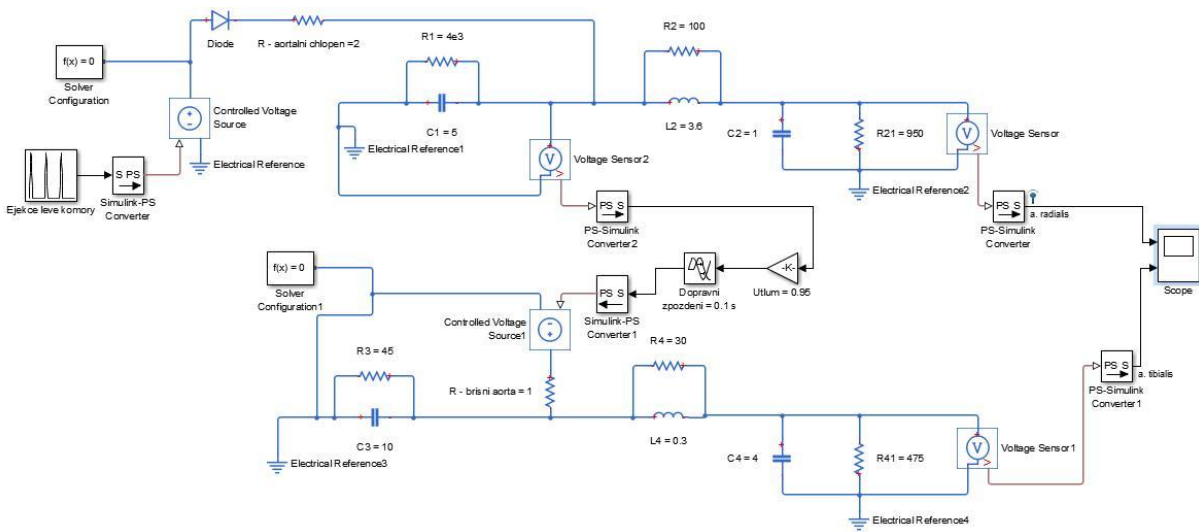 Diode
R - aortalni chlopen =2
f(x) = 0
Solver
Configuration
Controlled Voltage
Source
Electrical Reference
S PS
Simulink-PS
Converter
Ejekce leve komory
R1 = 4e3
C1 = 5
Electrical Reference1
V
Voltage Sensor2
PS S
PS-Simulink
Converter2
R2 = 100
L2 = 3.6
C2 = 1
R21 = 950
Electrical Reference2
V
Voltage Sensor
PS S
PS-Simulink
Converter
a. radialis
Scope
f(x) = 0
Solver
Configuration1
Controlled Voltage
Source1
PS S
Simulink-PS
Converter1
Dopravni
zpozdeni = 0.1 s
-K-
Utlum = 0.95
R3 = 45
C3 = 10
Electrical Reference3
R - brisni aorta = 1
R4 = 30
L4 = 0.3
C4 = 4
R41 = 475
Electrical Reference4
V
Voltage Sensor1
PS S
PS-Simulink
Converter1
a. tibialis